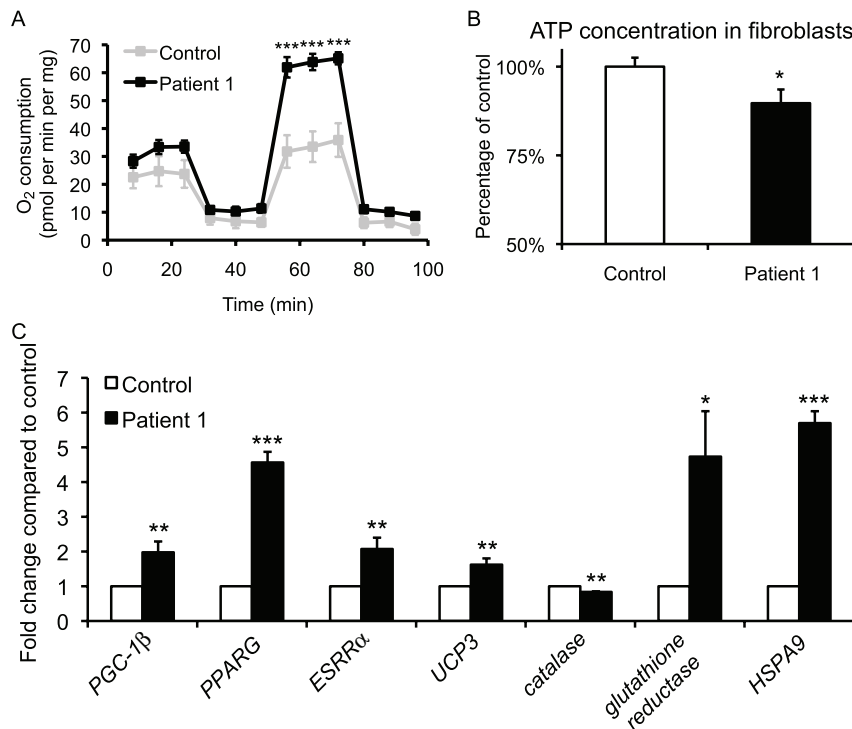 A
Control
Patient 1
*** *** ***
O2 consumption
(pmol per min per mg)
70
60
50
40
30
20
10
0
0 20 40 60 80 100
Time (min)
B
ATP concentration in fibroblasts
Percentage of control
100%
75%
50%
*
Control Patient 1
C
Control
Patient 1
Fold change compared to control
7
6
5
4
3
2
1
0
** *** ** ** ** * ***
PGC-1β
PPARG
ESRRα
UCP3
catalase
glutathione
reductase
HSPA9